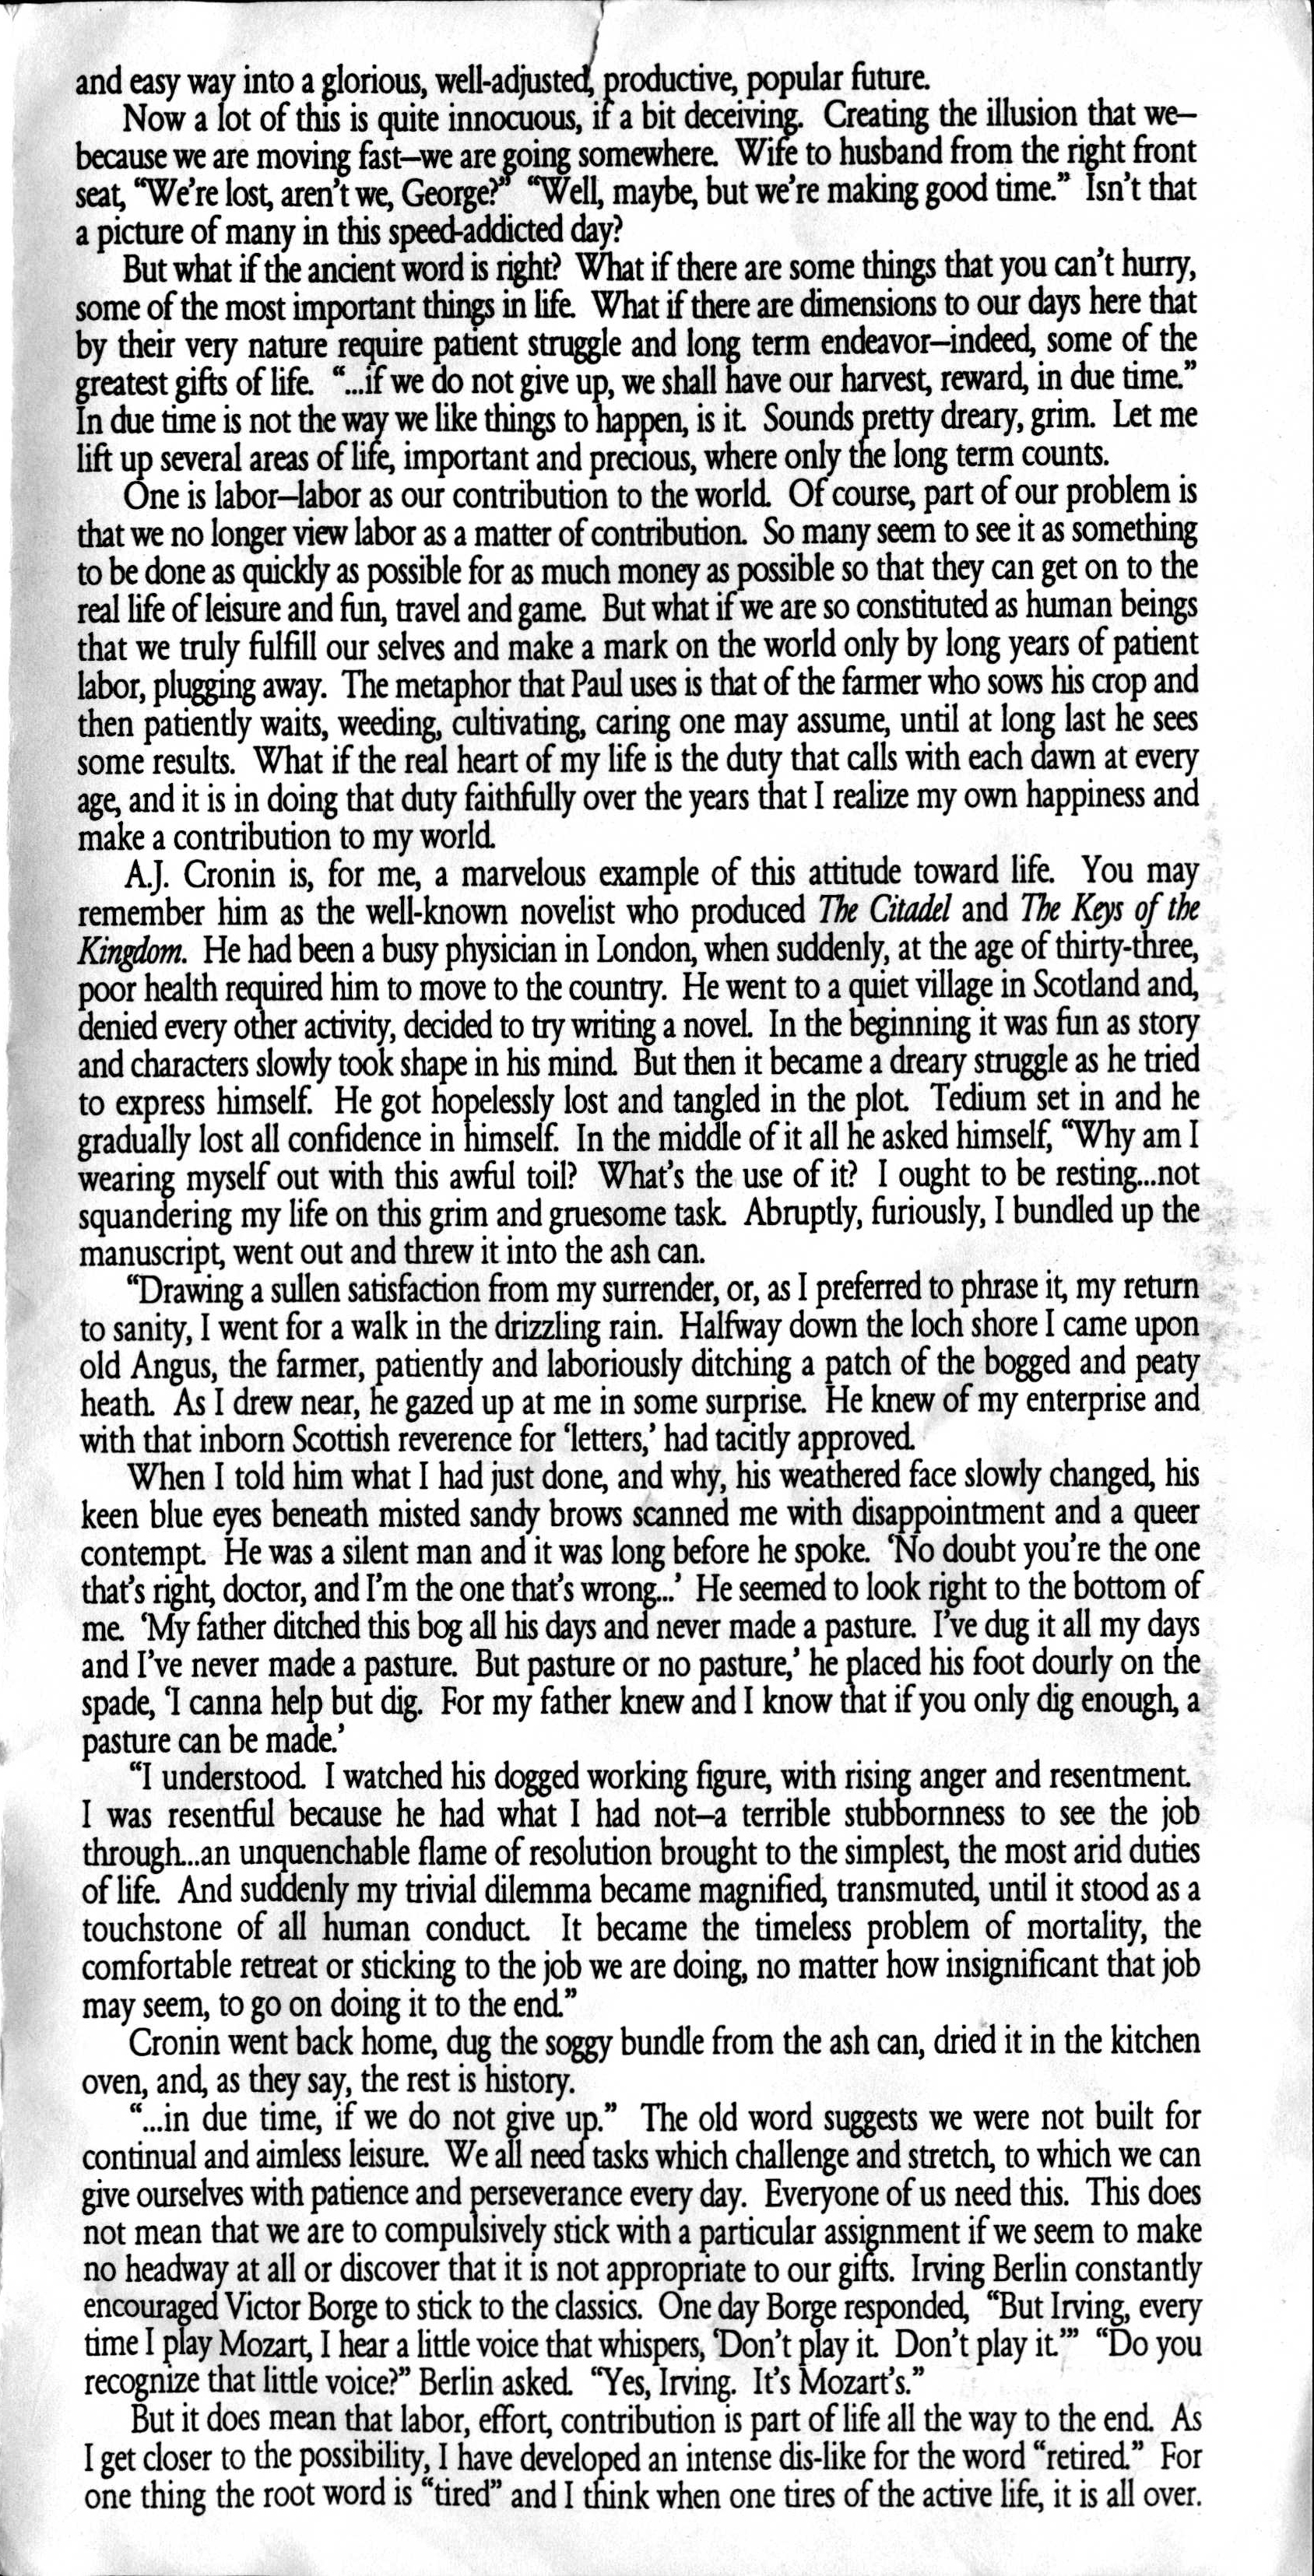 and easy way into a glorious, well-adjusted, productive, popular future.
Now a lot of this is quite innocuous, if a bit deceiving. Creating the illusion that we—
because we are moving fast—we are going somewhere. Wife to husband from the right front
seat, “We’re lost, aren’t we, George?” “Well, maybe, but we’re making good time.” Isn’t that
a picture of many in this speed-addicted day?
But what if the ancient word is right? What if there are some things that you can’t hurry,
some of the most important things in life. What if there are dimensions to our days here that
by their very nature require patient struggle and long term endeavor—indeed, some of the
greatest gifts of life. “...if we do not give up, we shall have our harvest, reward, in due time.”
In due time is not the way we like things to happen, is it. Sounds pretty dreary, grim. Let me
lift up several areas of life, important and precious, where only the long term counts.
One is labor—labor as our contribution to the world. Of course, part of our problem is
that we no longer view labor as a matter of contribution. So many seem to see it as something
to be done as quickly as possible for as much money as possible so that they can get on to the
real life of leisure and fun, travel and game. But what if we are so constituted as human beings
that we truly fulfill our selves and make a mark on the world only by long years of patient
labor, plugging away. The metaphor that Paul uses is that of the farmer who sows his crop and
then patiently waits, weeding, cultivating, caring one may assume, until at long last he sees
some results. What if the real heart of my life is the duty that calls with each dawn at every
age, and it is in doing that duty faithfully over the years that I realize my own happiness and
make a contribution to my world.
A.J. Cronin is, for me, a marvelous example of this attitude toward life. You may
remember him as the well-known novelist who produced The Citadel and The Keys of the
Kingdom. He had been a busy physician in London, when suddenly, at the age of thirty-three,
poor health required him to move to the country. He went to a quiet village in Scotland and,
denied every other activity, decided to try writing a novel. In the beginning it was fun as story
and characters slowly took shape in his mind. But then it became a dreary struggle as he tried
to express himself. He got hopelessly lost and tangled in the plot. Tedium set in and he
gradually lost all confidence in himself. In the middle of it all he asked himself, “Why am I
wearing myself out with this awful toil? What’s the use of it? I ought to be resting...not
squandering my life on this grim and gruesome task. Abruptly, furiously, I bundled up the
manuscript, went out and threw it into the ash can.
“Drawing a sullen satisfaction from my surrender, or, as I preferred to phrase it, my return
to sanity, I went for a walk in the drizzling rain. Halfway down the loch shore I came upon
old Angus, the farmer, patiently and laboriously ditching a patch of the bogged and peaty
heath. As I drew near, he gazed up at me in some surprise. He knew of my enterprise and
with that inborn Scottish reverence for ‘letters,’ had tacitly approved.
When I told him what I had just done, and why, his weathered face slowly changed, his
keen blue eyes beneath misted sandy brows scanned me with disappointment and a queer
contempt. He was a silent man and it was long before he spoke. ‘No doubt you’re the one
that’s right, doctor, and I’m the one that’s wrong...’ He seemed to look right to the bottom of
me. ‘My father ditched this bog all his days and never made a pasture. I’ve dug it all my days
and I’ve never made a pasture. But pasture or no pasture,’ he placed his foot dourly on the
spade, ‘I canna help but dig. For my father knew and I know that if you only dig enough, a
pasture can be made.’
“I understood. I watched his dogged working figure, with rising anger and resentment.
I was resentful because he had what I had not—a terrible stubbornness to see the job
through...an unquenchable flame of resolution brought to the simplest, the most arid duties
of life. And suddenly my trivial dilemma became magnified, transmuted, until it stood as a
touchstone of all human conduct. It became the timeless problem of mortality, the
comfortable retreat or sticking to the job we are doing, no matter how insignificant that job
may seem, to go on doing it to the end.”
Cronin went back home, dug the soggy bundle from the ash can, dried it in the kitchen
oven, and, as they say, the rest is history.
“...in due time, if we do not give up.” The old word suggests we were not built for
continual and aimless leisure. We all need tasks which challenge and stretch, to which we can
give ourselves with patience and perseverance every day. Everyone of us need this. This does
not mean that we are to compulsively stick with a particular assignment if we seem to make
no headway at all or discover that it is not appropriate to our gifts. Irving Berlin constantly
encouraged Victor Borge to stick to the classics. One day Borge responded, “But Irving, every
time I play Mozart, I hear a little voice that whispers, ‘Don’t play it. Don’t play it.’” “Do you
recognize that little voice?” Berlin asked. “Yes, Irving. It’s Mozart’s.”
But it does mean that labor, effort, contribution is part of life all the way to the end. As
I get closer to the possibility, I have developed an intense dis-like for the word “retired.” For
one thing the root word is “tired” and I think when one tires of the active life, it is all over.